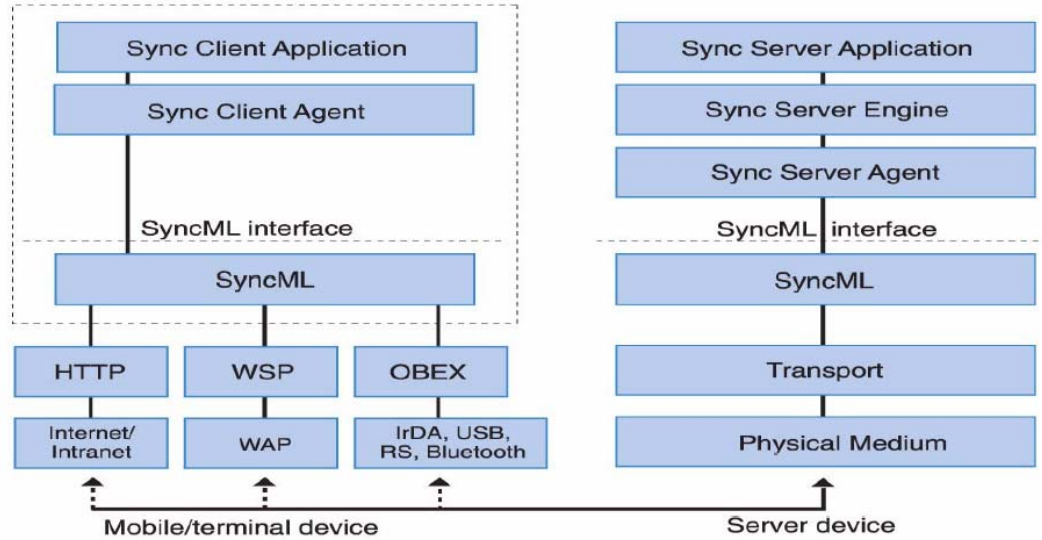 Sync Client Application
Sync Client Agent
SyncML interface
SyncML
HTTP
WSP
OBEX
Internet/
Intranet
WAP
IrDA, USB,
RS, Bluetooth
Mobile/terminal device
Sync Server Application
Sync Server Engine
Sync Server Agent
SyncML interface
SyncML
Transport
Physical Medium
Server device